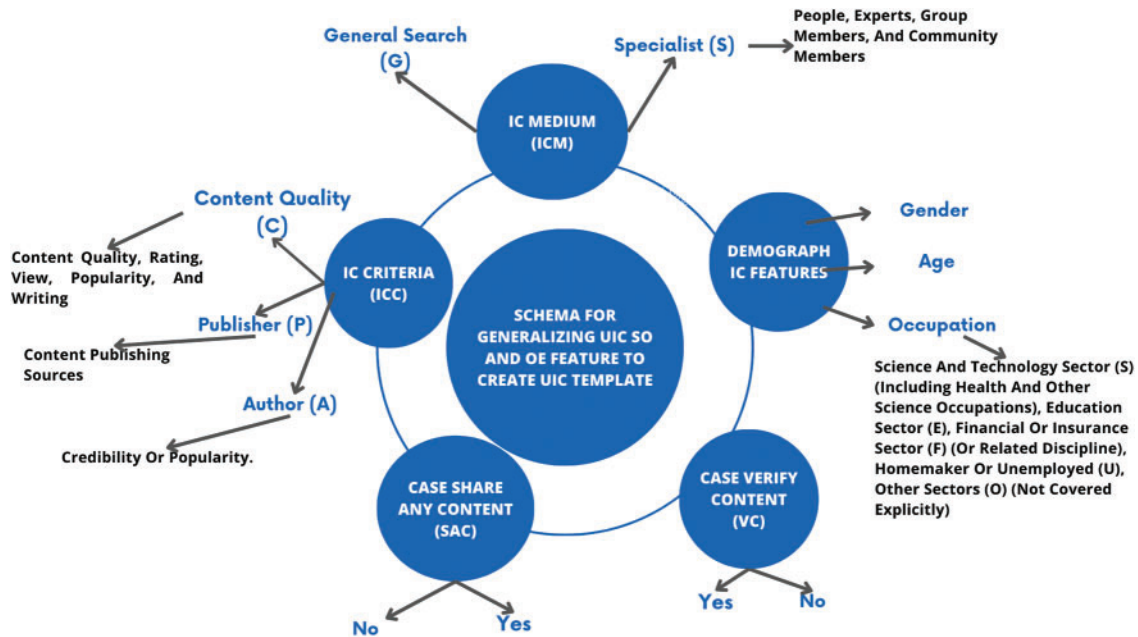 General Search
(G)
Specialist (S)
People, Experts, Group
Members, And Community
Members
IC MEDIUM
(ICM)
Content Quality
(C)
Content Quality, Rating,
View, Popularity, And
Writing
IC CRITERIA
(ICC)
Publisher (P)
Content Publishing
Sources
Author (A)
Credibility Or Popularity.
SCHEMA FOR
GENERALIZING UIC SO
AND OE FEATURE TO
CREATE UIC TEMPLATE
DEMOGRAPH
IC FEATURES
Gender
Age
Occupation
Science And Technology Sector (S)
(Including Health And Other
Science Occupations), Education
Sector (E), Financial Or Insurance
Sector (F) (Or Related Discipline),
Homemaker Or Unemployed (U),
Other Sectors (O) (Not Covered
Explicitly)
CASE SHARE
ANY CONTENT
(SAC)
No
Yes
CASE VERIFY
CONTENT
(VC)
Yes
No